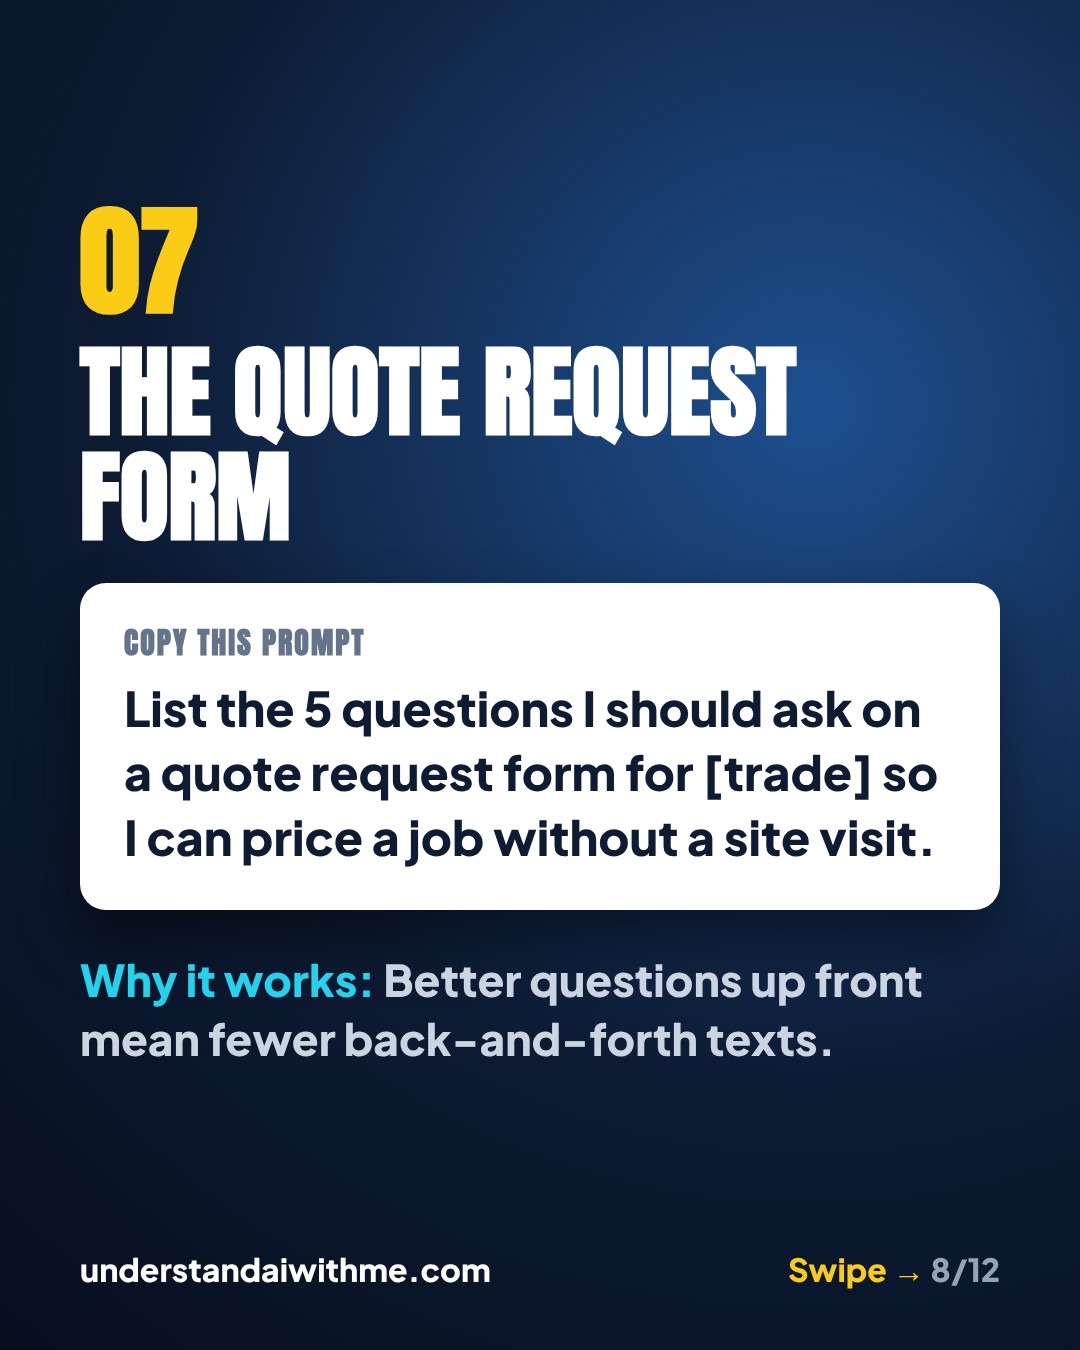 07
THE QUOTE REQUEST
FORM
COPY THIS PROMPT
List the 5 questions I should ask on
a quote request form for [trade] so
I can price a job without a site visit.
Why it works: Better questions up front
mean fewer back-and-forth texts.
understandaiwithme.com
Swipe → 8/12